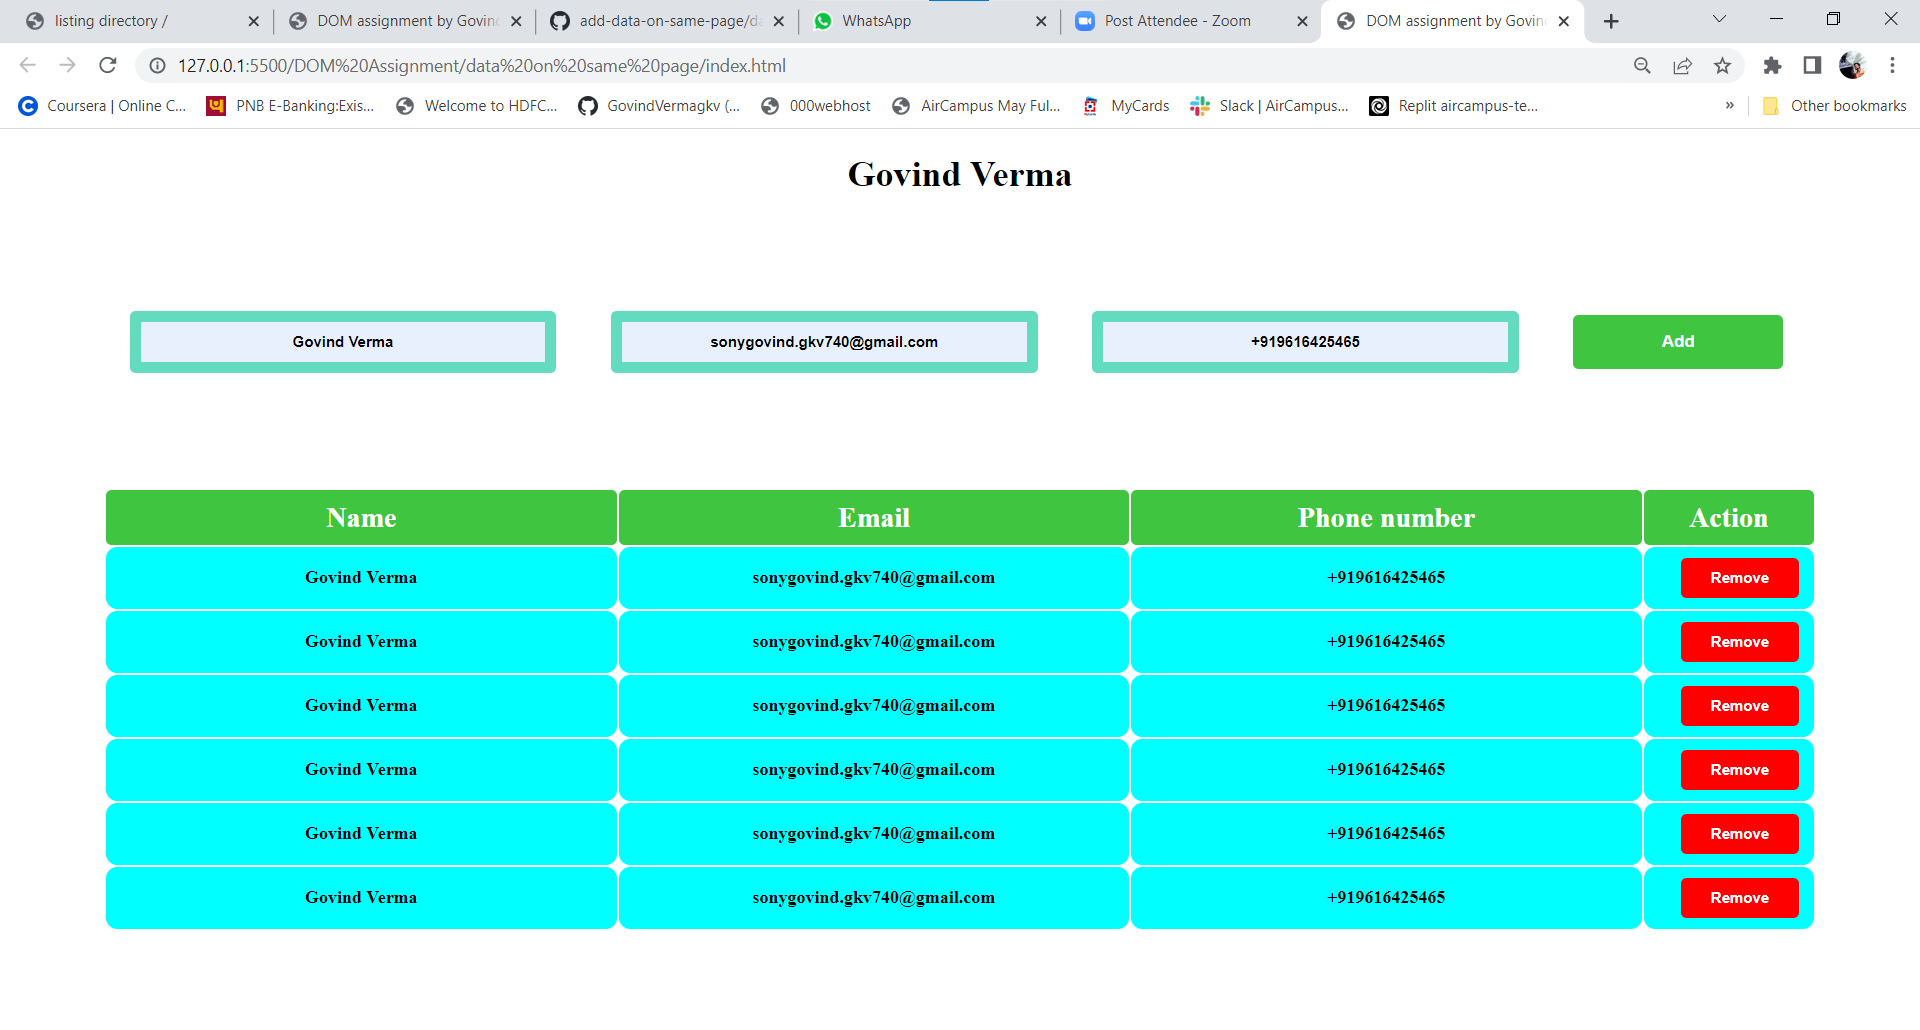 listing directory /
DOM assignment by Govin
add-data-on-same-page/da
WhatsApp
Post Attendee - Zoom
DOM assignment by Govin
127.0.0.1:5500/DOM%20Assignment/data%20on%20same%20page/index.html
Coursera | Online C...
PNB E-Banking:Exis...
Welcome to HDFC...
GovindVermagkv (...
000webhost
AirCampus May Ful...
MyCards
Slack | AirCampus...
Replit aircampus-te...
»
Other bookmarks
Govind Verma
Govind Verma sonygovind.gkv740@gmail.com +919616425465 Add
Name Email Phone number Action
Govind Verma sonygovind.gkv740@gmail.com +919616425465 Remove
Govind Verma sonygovind.gkv740@gmail.com +919616425465 Remove
Govind Verma sonygovind.gkv740@gmail.com +919616425465 Remove
Govind Verma sonygovind.gkv740@gmail.com +919616425465 Remove
Govind Verma sonygovind.gkv740@gmail.com +919616425465 Remove
Govind Verma sonygovind.gkv740@gmail.com +919616425465 Remove